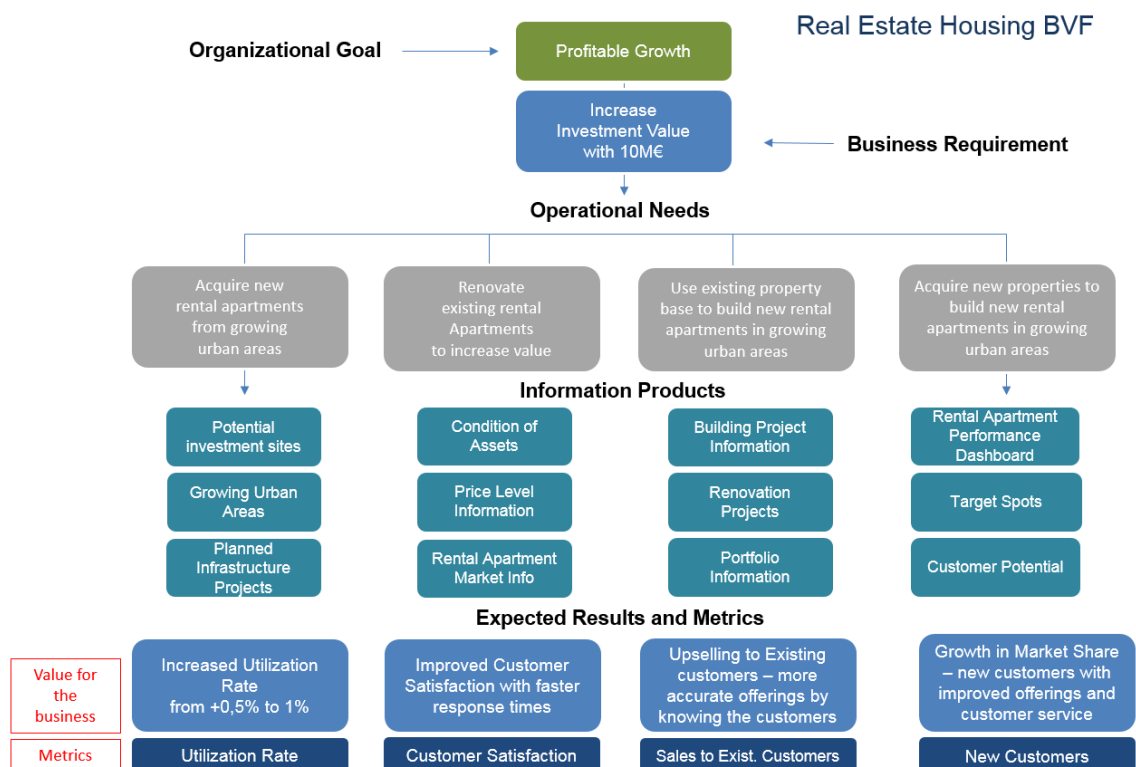 Real Estate Housing BVF
Organizational Goal
Profitable Growth
Increase
Investment Value
with 10M€
Business Requirement
Operational Needs
Acquire new
rental apartments
from growing
urban areas
Renovate
existing rental
Apartments
to increase value
Use existing property
base to build new rental
apartments in growing
urban areas
Acquire new properties to
build new rental
apartments in growing
urban areas
Information Products
Potential
investment sites
Condition of
Assets
Building Project
Information
Rental Apartment
Performance
Dashboard
Growing Urban
Areas
Price Level
Information
Renovation
Projects
Target Spots
Planned
Infrastructure
Projects
Rental Apartment
Market Info
Portfolio
Information
Customer Potential
Expected Results and Metrics
Value for
the
business
Increased Utilization
Rate
from +0,5% to 1%
Improved Customer
Satisfaction with faster
response times
Upselling to Existing
customers – more
accurate offerings by
knowing the customers
Growth in Market Share
– new customers with
improved offerings and
customer service
Metrics
Utilization Rate
Customer Satisfaction
Sales to Exist. Customers
New Customers